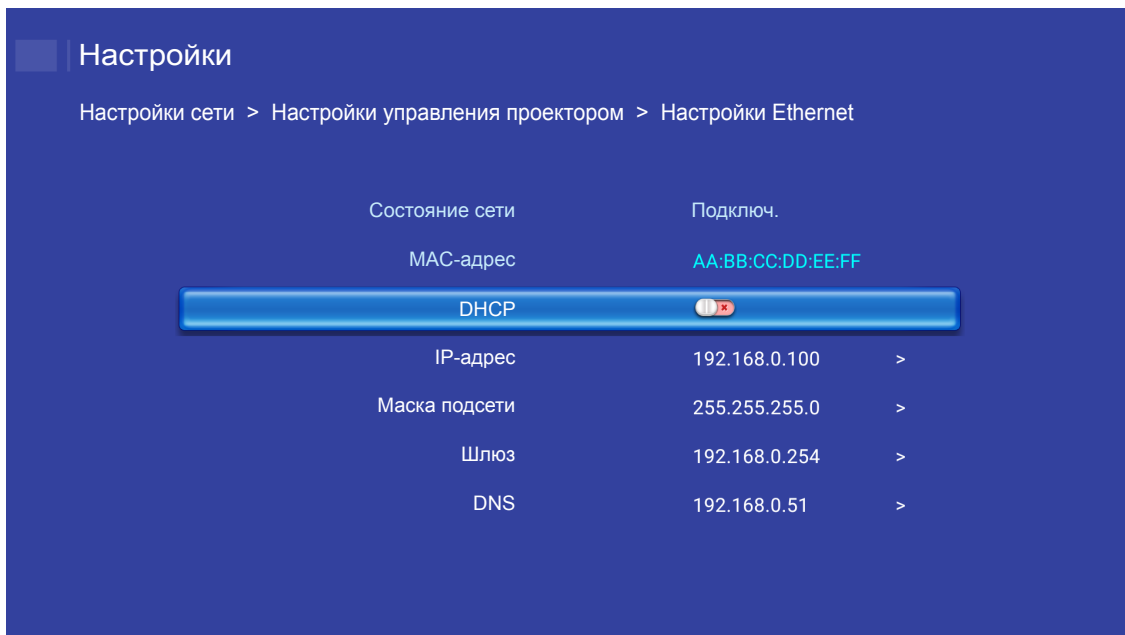 Настройки
Настройки сети > Настройки управления проектором > Настройки Ethernet
Состояние сети Подключ.
MAC-адрес AA:BB:CC:DD:EE:FF
DHCP
IP-адрес 192.168.0.100 >
Маска подсети 255.255.255.0 >
Шлюз 192.168.0.254 >
DNS 192.168.0.51 >